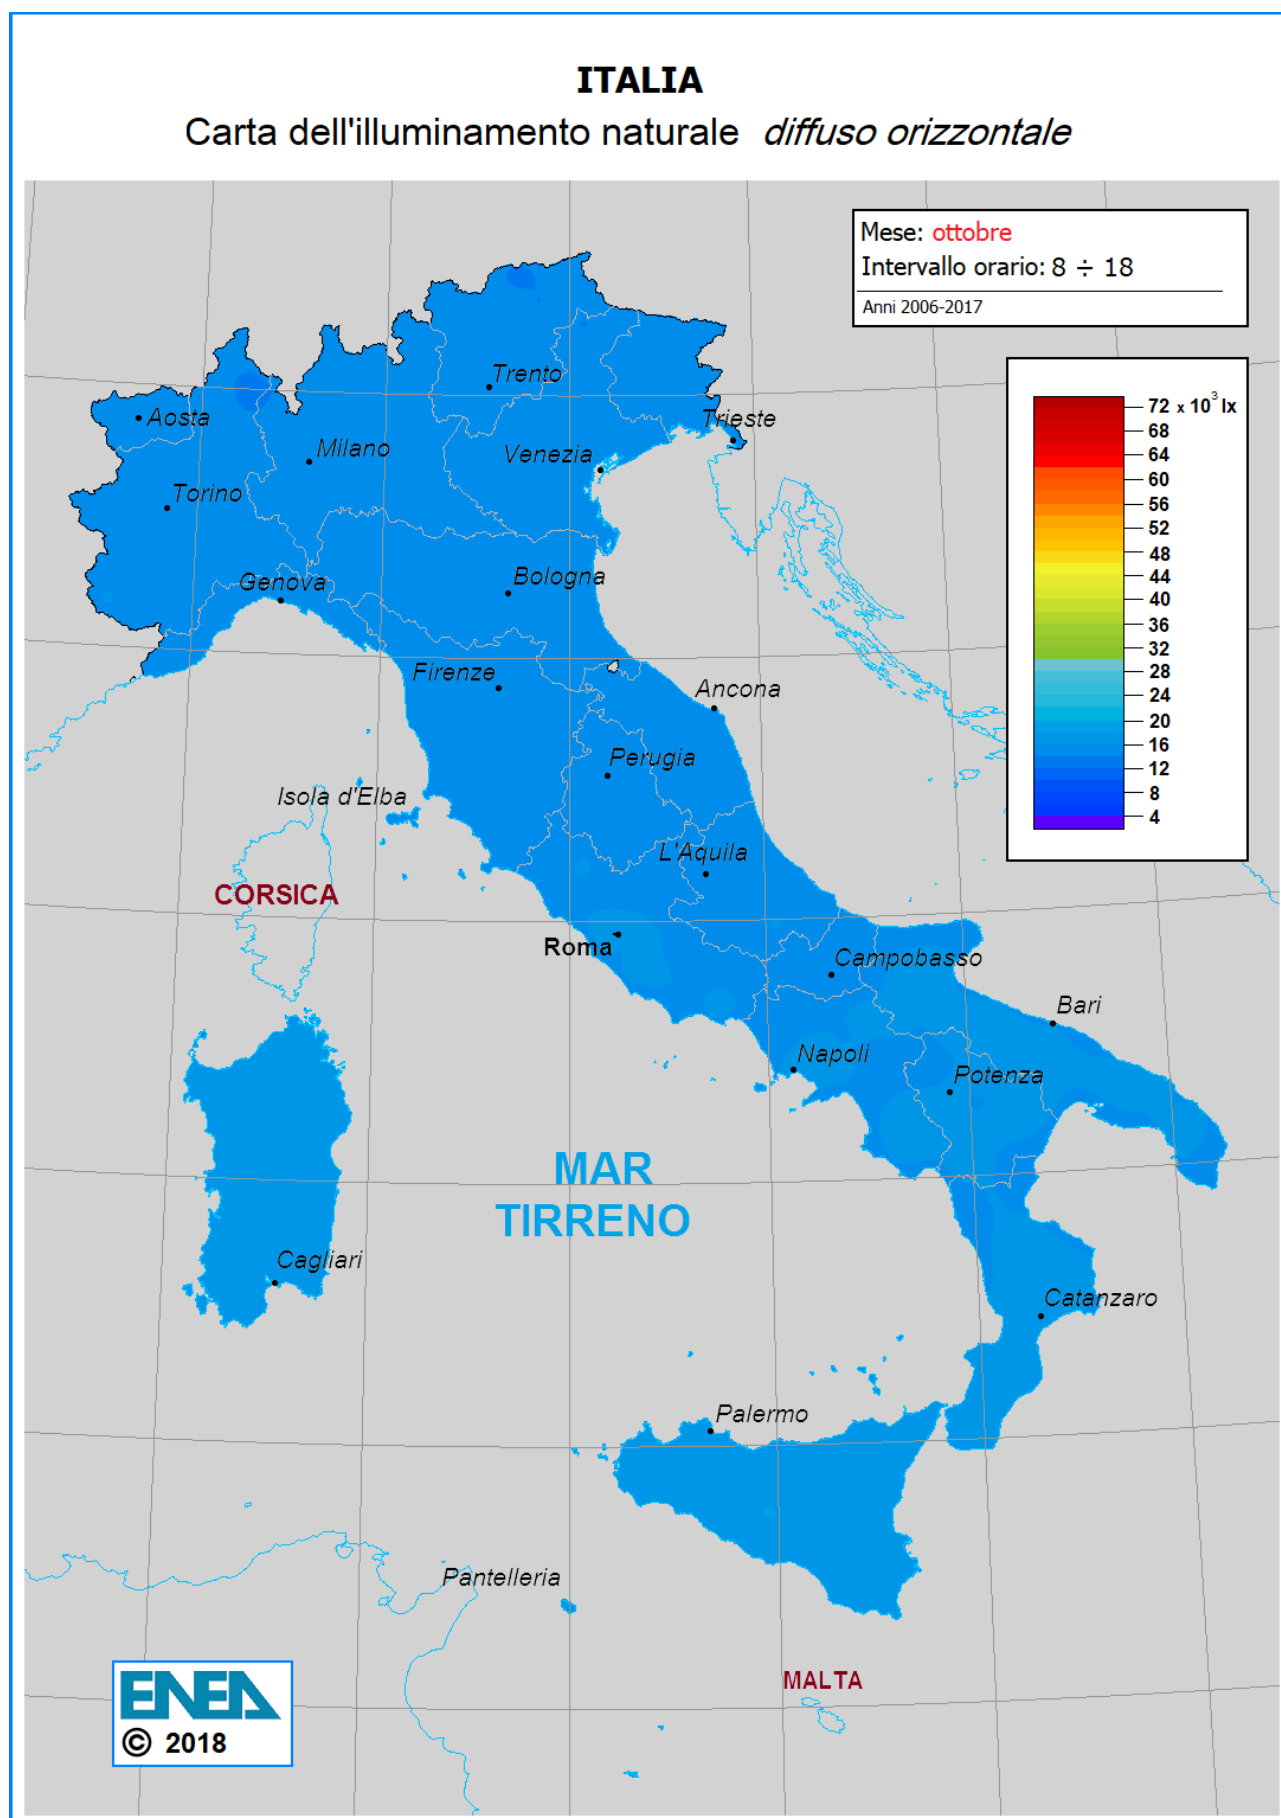 ITALIA
Carta dell'illuminamento naturale diffuso orizzontale
Mese: ottobre
Intervallo orario: 8 ÷ 18
Anni 2006-2017
72 x 10³ lx
68
64
60
56
52
48
44
40
36
32
28
24
20
16
12
8
4
Trento
Aosta
Trieste
Milano
Venezia
Torino
Genova
Bologna
Firenze
Ancona
Perugia
Isola d'Elba
L'Aquila
CORSICA
Roma
Campobasso
Bari
Napoli
Potenza
MAR
TIRRENO
Cagliari
Catanzaro
Palermo
Pantelleria
MALTA
ENEA
© 2018